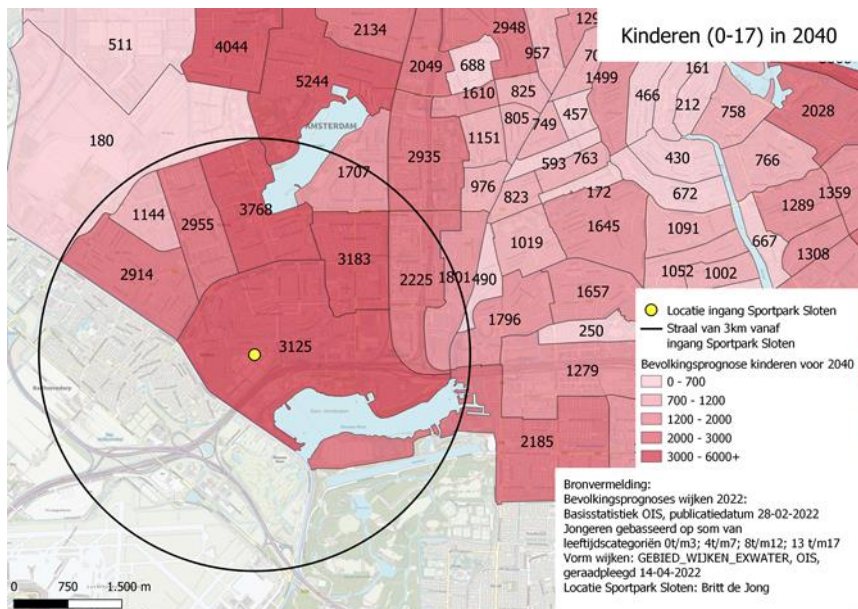 Kinderen (0-17) in 2040
511
4044
2134
2948
957
2049
688
1499
161
5244
1610
825
466
212
758
2028
180
AMSTERDAM
805
749
457
1707
2935
1151
593
763
430
766
976
823
172
672
1144
2955
3768
1289
1359
1645
1091
667
1019
3183
2225
1801
490
1308
2914
1052
1002
1657
1796
250
3125
1279
2185
Locatie ingang Sportpark Sloten
Straal van 3km vanaf
ingang Sportpark Sloten
Bevolkingsprognose kinderen voor 2040
0 - 700
700 - 1200
1200 - 2000
2000 - 3000
3000 - 6000+
Bronvermelding:
Bevolkingsprognoses wijken 2022:
Basisstatistiek OIS, publicatiedatum 28-02-2022
Jongeren gebasseerd op som van
leeftijdscategoriën 0t/m3; 4t/m7; 8t/m12; 13 t/m17
Vorm wijken: GEBIED_WIJKEN_EXWATER, OIS,
geraadpleegd 14-04-2022
Locatie Sportpark Sloten: Britt de Jong
0 750 1.500 m